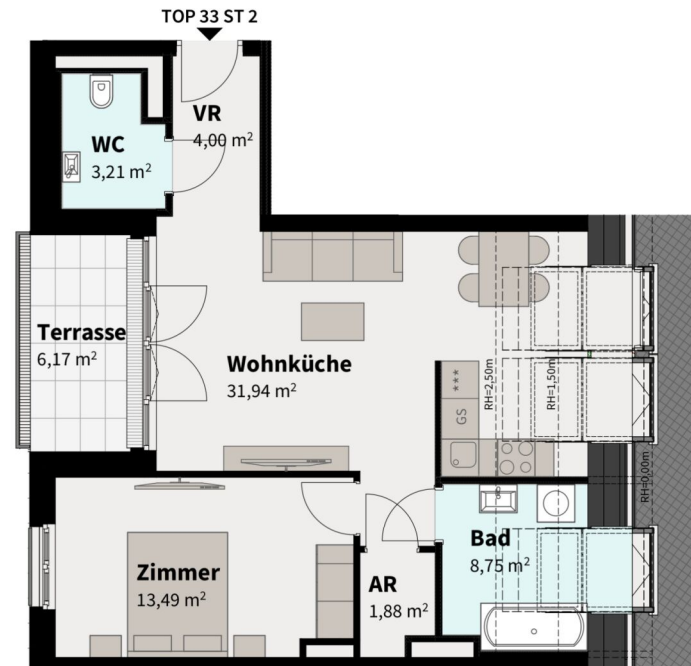 TOP 33 ST 2
VR
4,00 m²
WC
3,21 m²
Terrasse
6,17 m²
Wohnküche
31,94 m²
***
GS
RH=2,50m
RH=1,50m
RH=0,00m
Zimmer
13,49 m²
AR
1,88 m²
Bad
8,75 m²